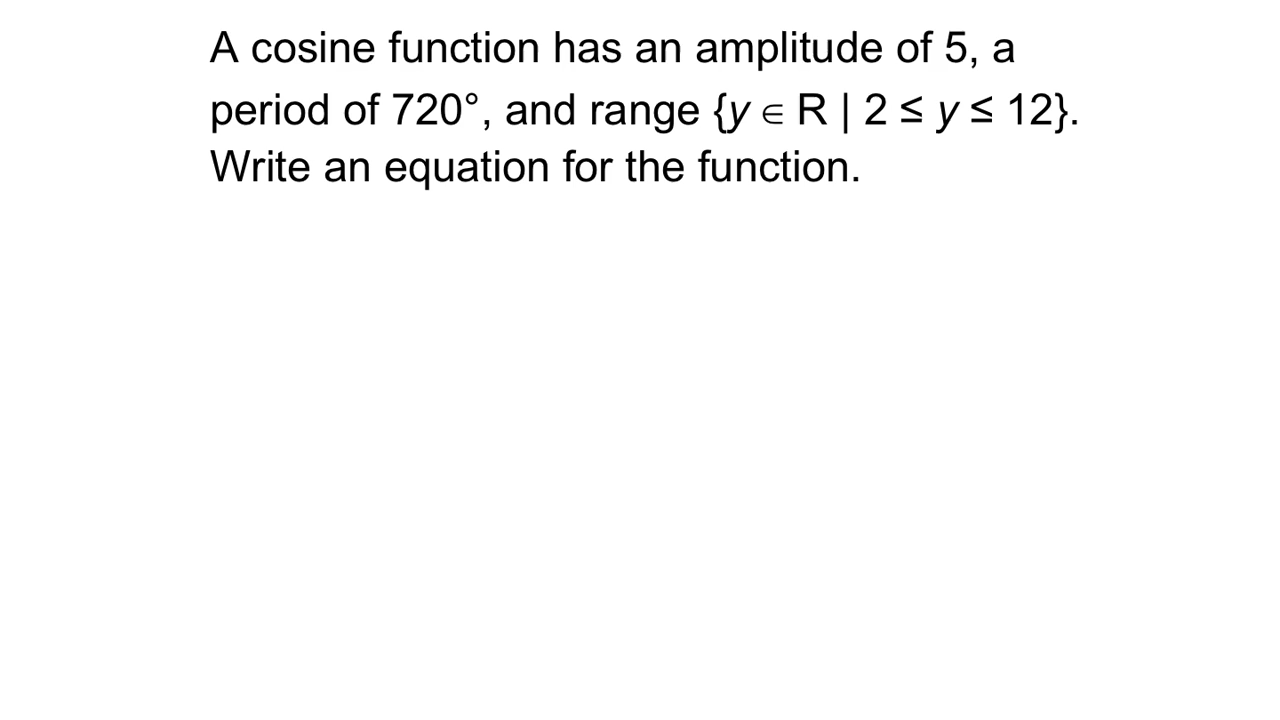 A cosine function has an amplitude of 5, a
period of 720°, and range {y ∈ R | 2 ≤ y ≤ 12}.
Write an equation for the function.